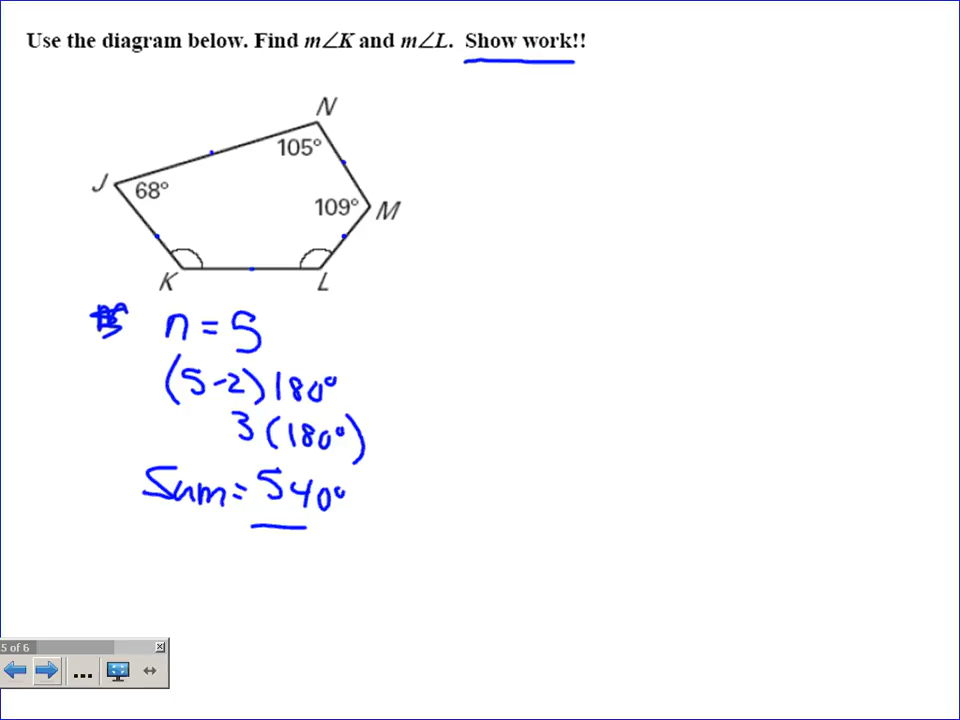 Use the diagram below. Find m∠K and m∠L. Show work!!
N
105°
J
68°
109°
M
K
L
n = 5
(5-2)180°
3(180°)
Sum = 540°
5 of 6
...